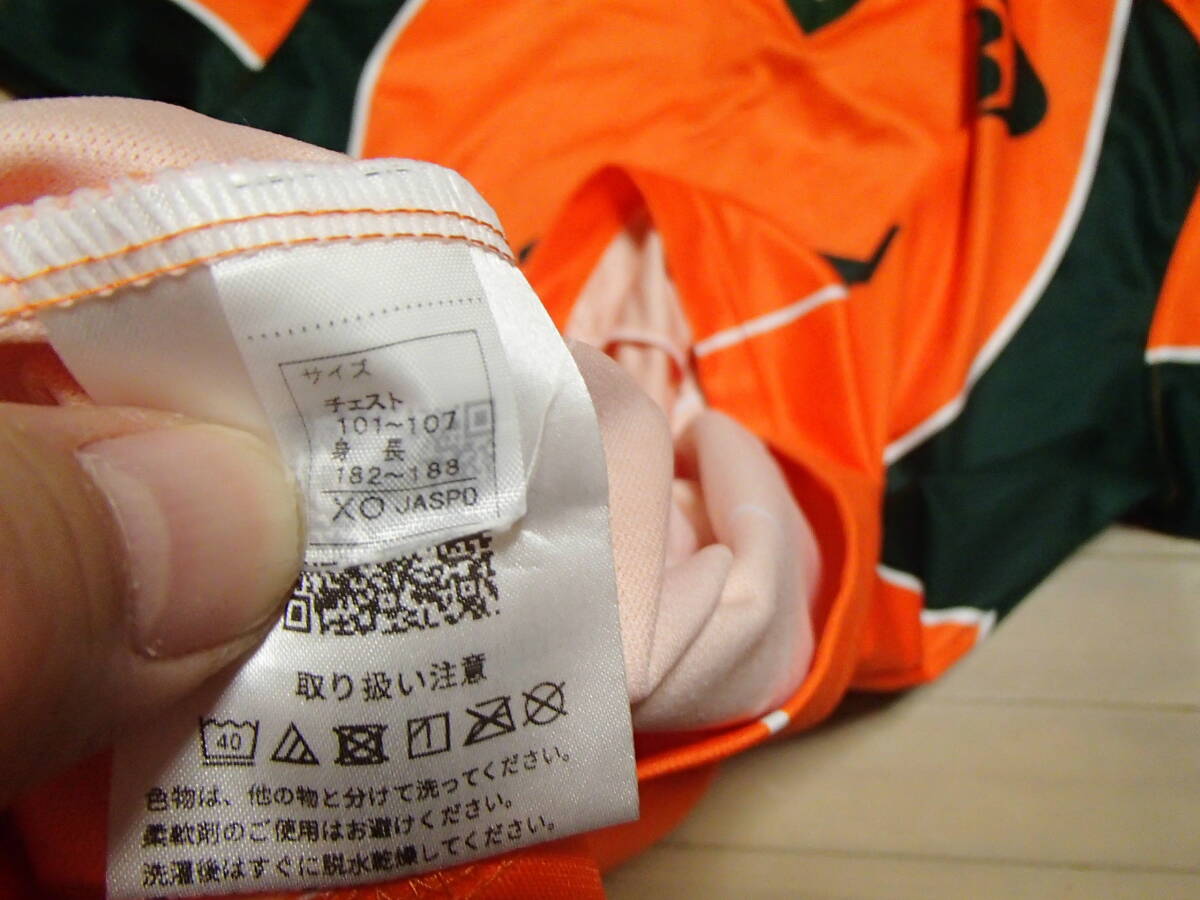 サイズ
チェスト
101~107
身 長
182~188
XO JASPO
取り扱い注意
40
色物は、他の物と分けて洗ってください。
柔軟剤のご使用はお避けください。
洗濯後はすぐに脱水乾燥してください。